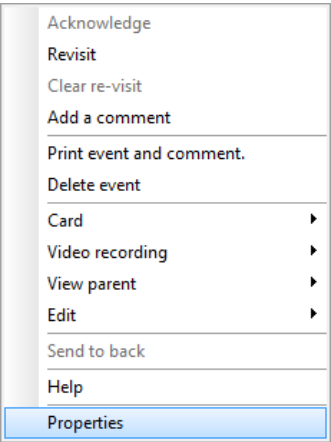 Acknowledge
Revisit
Clear re-visit
Add a comment
Print event and comment.
Delete event
Card
Video recording
View parent
Edit
Send to back
Help
Properties